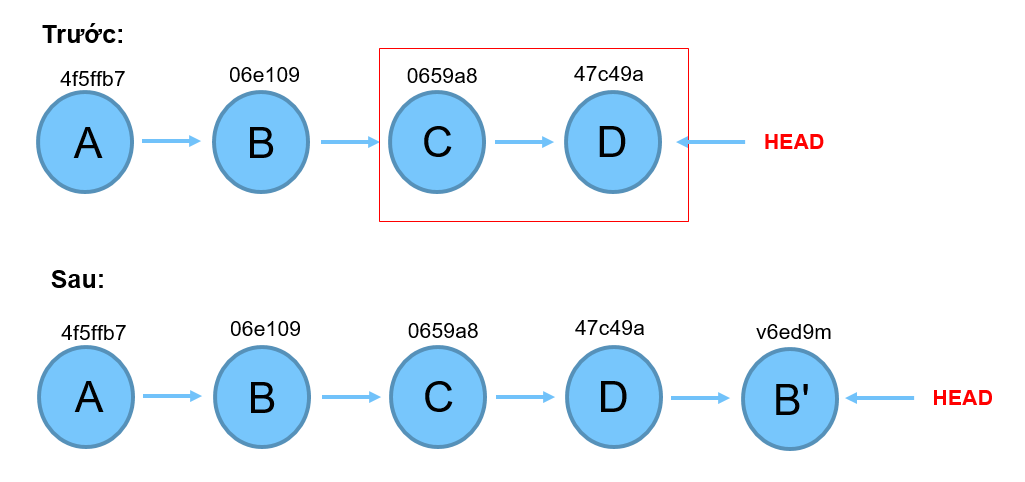 Trước:
4f5ffb7 06e109 0659a8 47c49a
A B C D HEAD
Sau:
4f5ffb7 06e109 0659a8 47c49a v6ed9m
A B C D B' HEAD